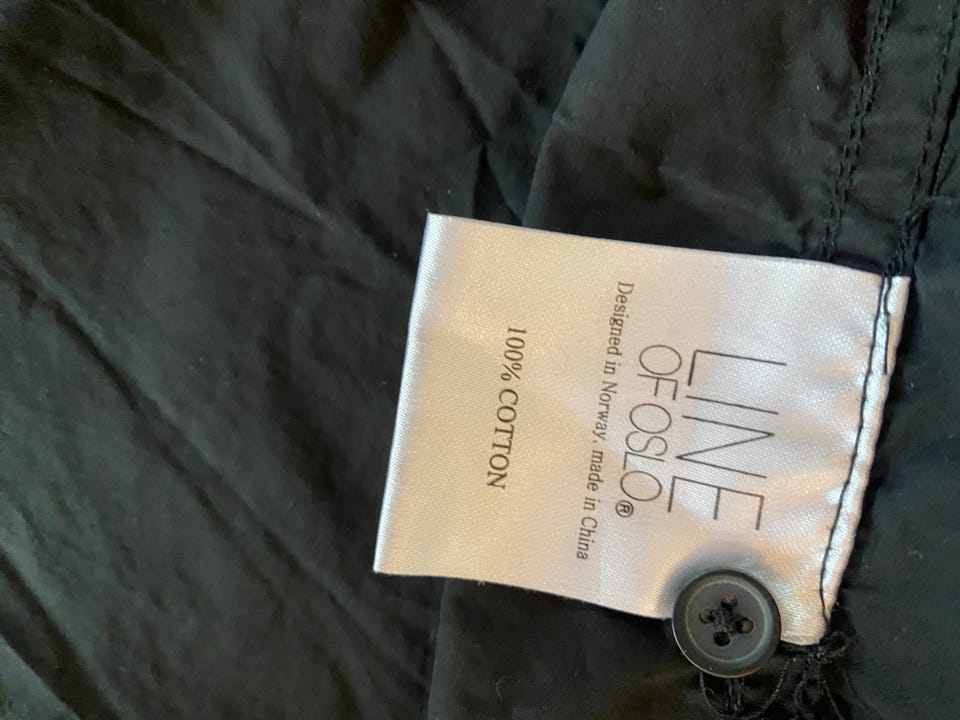 LINE
OF OSLO®
Designed in Norway, made in China
100% COTTON